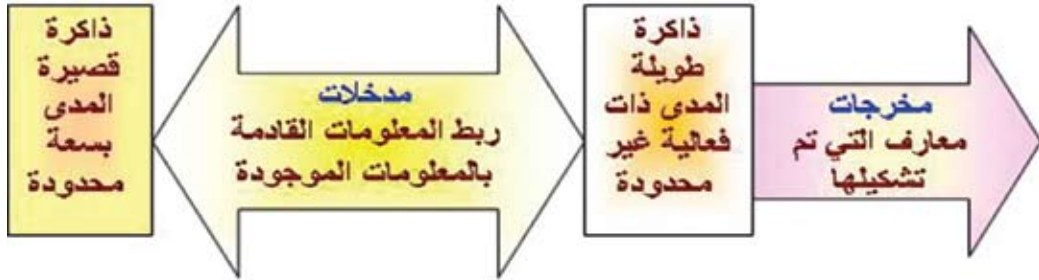 ذاكرة
قصيرة
المدى
بسعة
محدودة
مدخلات
ربط المعلومات القادمة
بالمعلومات الموجودة
ذاكرة
طويلة
المدى ذات
فعالية غير
محدودة
مخرجات
معارف التي تم
تشكيلها